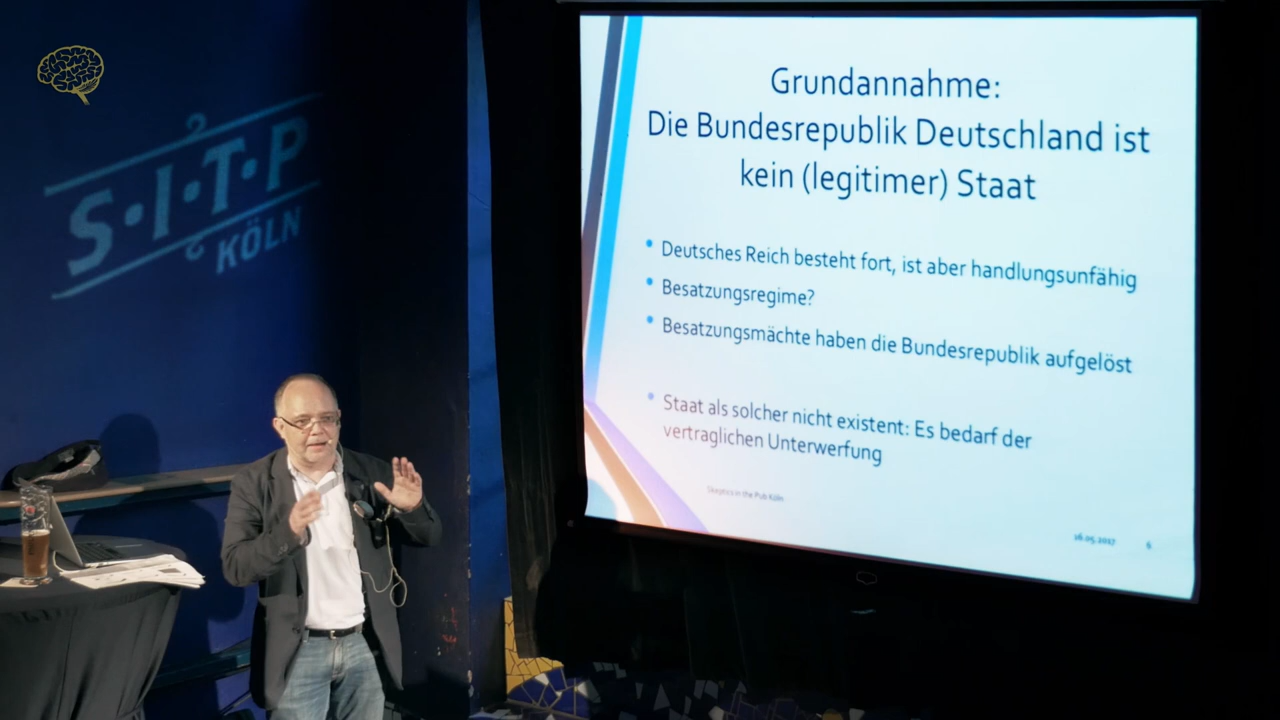 S·I·T·P
KÖLN
Grundannahme:
Die Bundesrepublik Deutschland ist
kein (legitimer) Staat
• Deutsches Reich besteht fort, ist aber handlungsunfähig
• Besatzungsregime?
• Besatzungsmächte haben die Bundesrepublik aufgelöst
• Staat als solcher nicht existent: Es bedarf der
vertraglichen Unterwerfung
Skeptics in the Pub Köln
16.05.2017
6